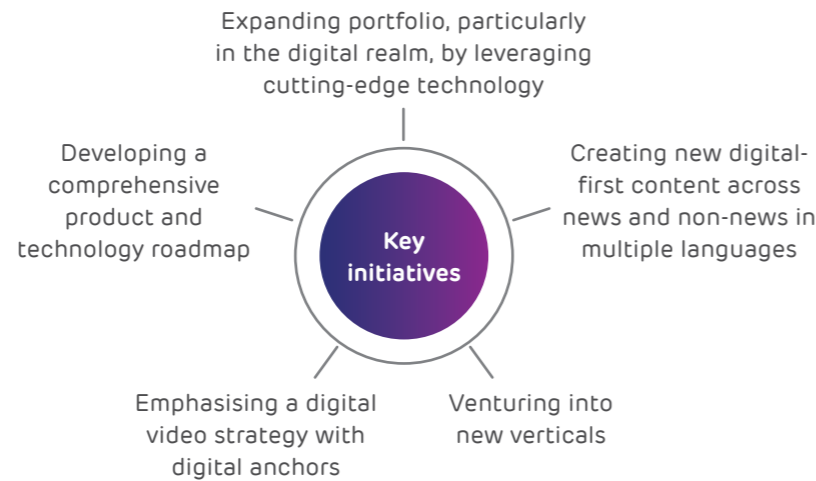 Expanding portfolio, particularly
in the digital realm, by leveraging
cutting-edge technology
Developing a
comprehensive
product and
technology roadmap
Creating new digital-
first content across
news and non-news in
multiple languages
Key
initiatives
Emphasising a digital
video strategy with
digital anchors
Venturing into
new verticals